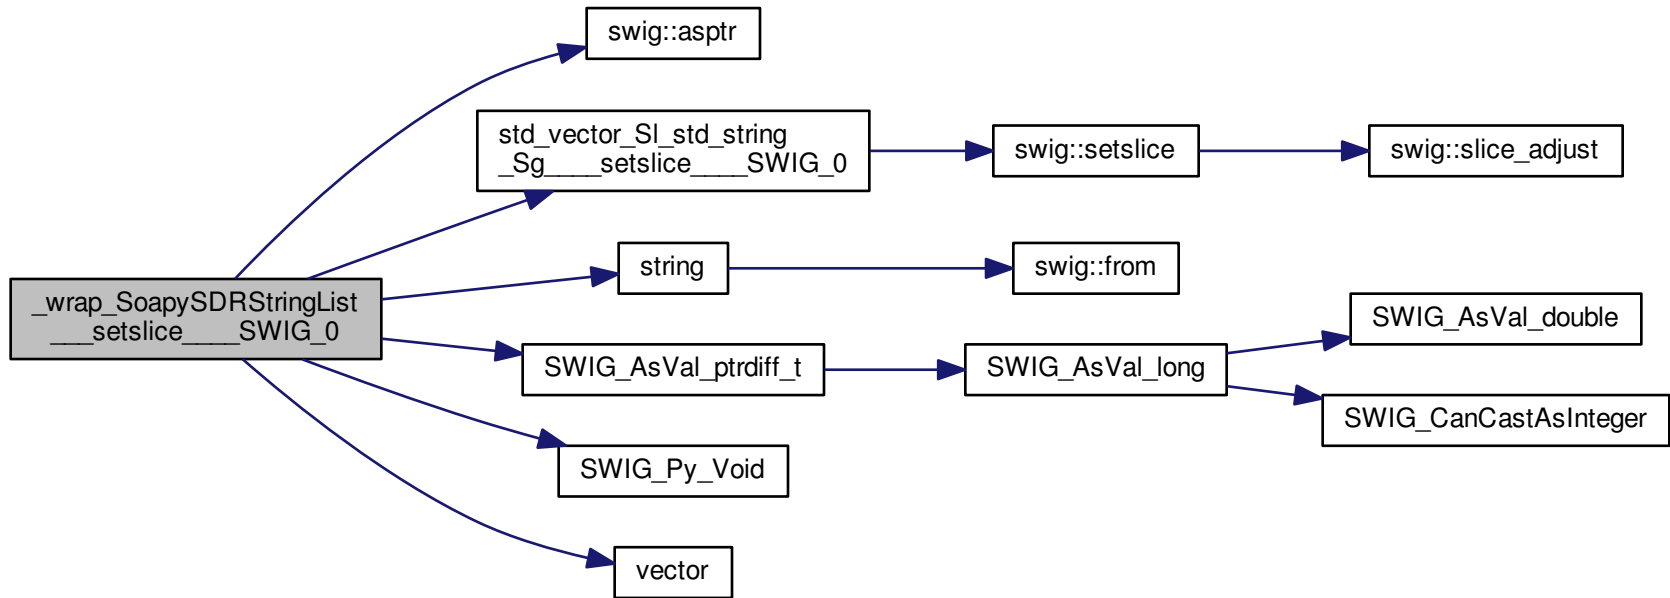 swig::asptr
std_vector_Sl_std_string
_Sg____setslice____SWIG_0
swig::setslice
swig::slice_adjust
string
swig::from
_wrap_SoapySDRStringList
___setslice____SWIG_0
SWIG_AsVal_ptrdiff_t
SWIG_AsVal_long
SWIG_AsVal_double
SWIG_CanCastAsInteger
SWIG_Py_Void
vector